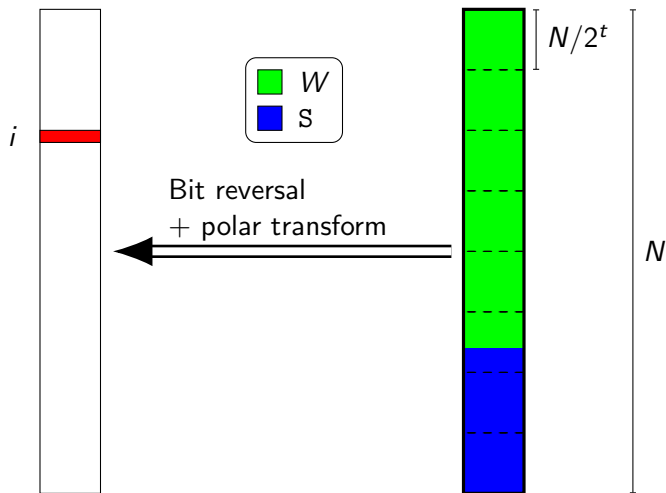 N/2^t
W
S
i
Bit reversal
+ polar transform
N